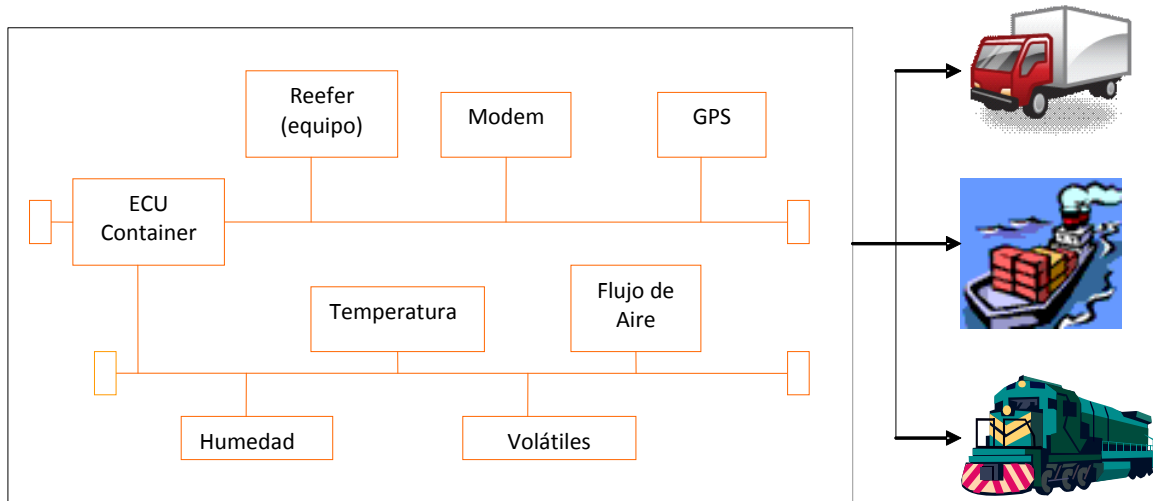 Reefer
(equipo)
Modem
GPS
ECU
Container
Temperatura
Flujo de
Aire
Humedad
Volátiles